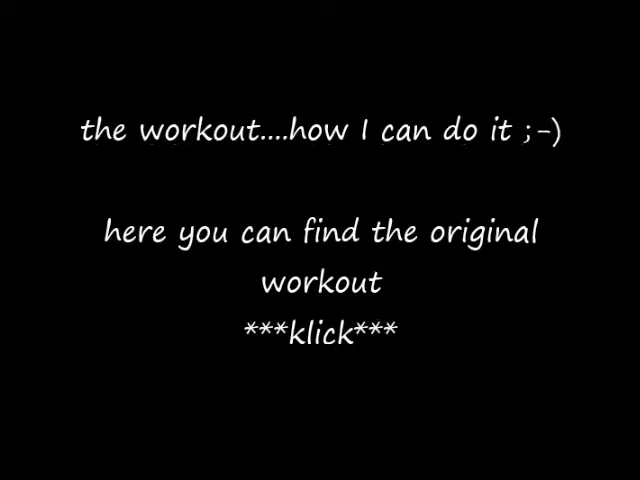 the workout....how I can do it ;-)
here you can find the original
workout
***klick***